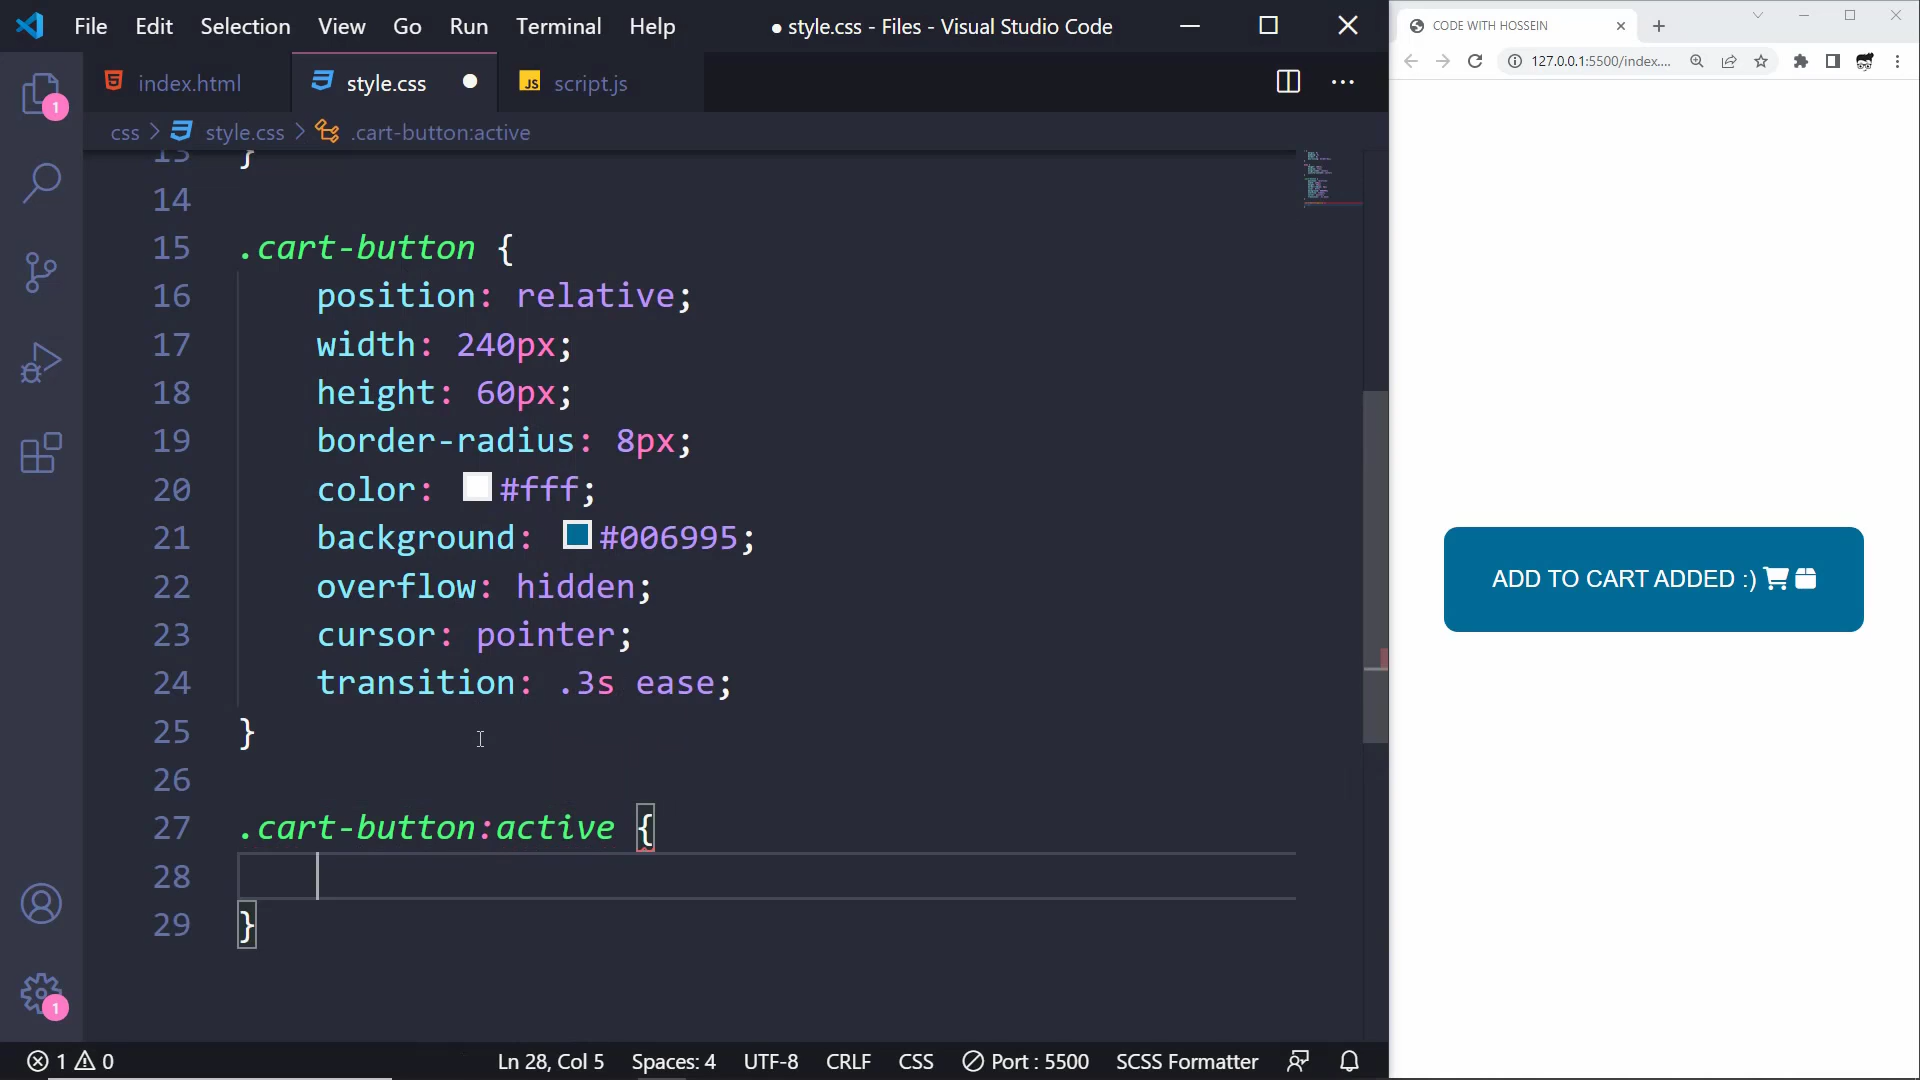 File Edit Selection View Go Run Terminal Help
● style.css - Files - Visual Studio Code
index.html
style.css
JS script.js
css > style.css > .cart-button:active
13 }
14
15 .cart-button {
16 position: relative;
17 width: 240px;
18 height: 60px;
19 border-radius: 8px;
20 color: #fff;
21 background: #006995;
22 overflow: hidden;
23 cursor: pointer;
24 transition: .3s ease;
25 }
26
27 .cart-button:active {
28
29 }
1
1
1 0
Ln 28, Col 5 Spaces: 4 UTF-8 CRLF CSS Port : 5500 SCSS Formatter
CODE WITH HOSSEIN
127.0.0.1:5500/index....
ADD TO CART ADDED :)